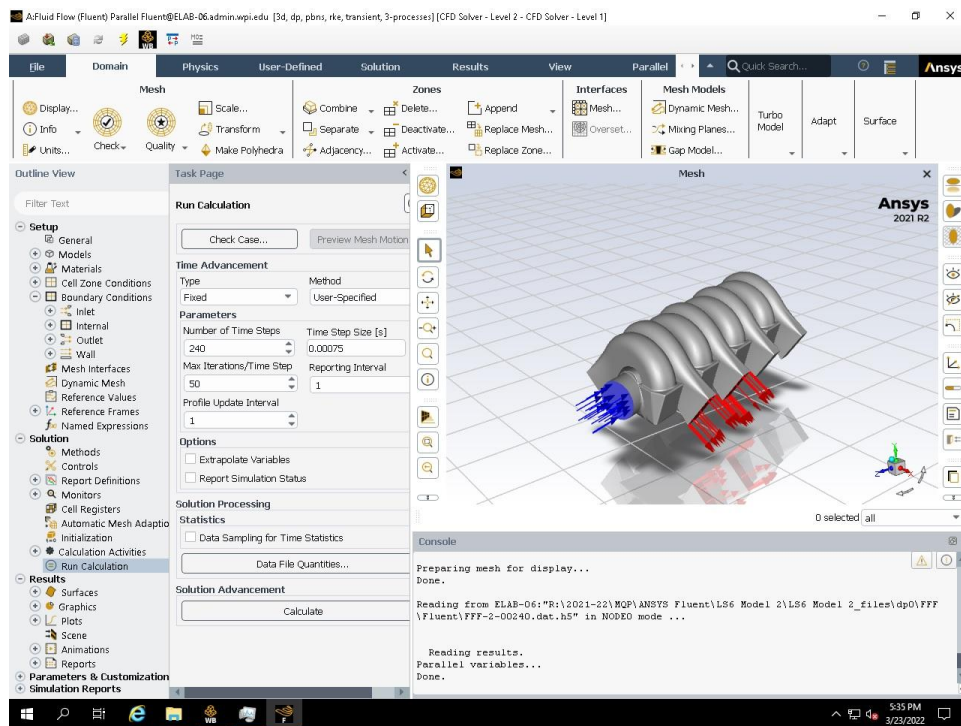 A:Fluid Flow (Fluent) Parallel Fluent@ELAB-06.admin.wpi.edu [3d, dp, pbns, rke, transient, 3-processes] [CFD Solver - Level 2 - CFD Solver - Level 1]
WB
File Domain Physics User-Defined Solution Results View Parallel Quick Search... Ansys
Mesh Zones Interfaces Mesh Models
Display... Scale... Combine Delete... Append Mesh... Dynamic Mesh...
Info Transform Separate Deactivate... Replace Mesh... Overset... Mixing Planes... Turbo Model Adapt Surface
Units... Check Quality Make Polyhedra Adjacency... Activate... Replace Zone... Gap Model...
Outline View
Filter Text
Setup
General
Models
Materials
Cell Zone Conditions
Boundary Conditions
Inlet
Internal
Outlet
Wall
Mesh Interfaces
Dynamic Mesh
Reference Values
Reference Frames
Named Expressions
Solution
Methods
Controls
Report Definitions
Monitors
Cell Registers
Automatic Mesh Adaptio
Initialization
Calculation Activities
Run Calculation
Results
Surfaces
Graphics
Plots
Scene
Animations
Reports
Parameters & Customization
Simulation Reports
Task Page <
Run Calculation
Check Case... Preview Mesh Motion
Time Advancement
Type Method
Fixed User-Specified
Parameters
Number of Time Steps Time Step Size [s]
240 0.00075
Max Iterations/Time Step Reporting Interval
50 1
Profile Update Interval
1
Options
Extrapolate Variables
Report Simulation Status
Solution Processing
Statistics
Data Sampling for Time Statistics
Data File Quantities...
Solution Advancement
Calculate
Mesh
Ansys
2021 R2
0 selected all
Console
Preparing mesh for display...
Done.
Reading from ELAB-06:"R:\2021-22\MQP\ANSYS Fluent\LS6 Model 2\LS6 Model 2_files\dp0\FFF
\Fluent\FFF-2-00240.dat.h5" in NODE0 mode ...
Reading results.
Parallel variables...
Done.
WB F
5:35 PM
3/23/2022